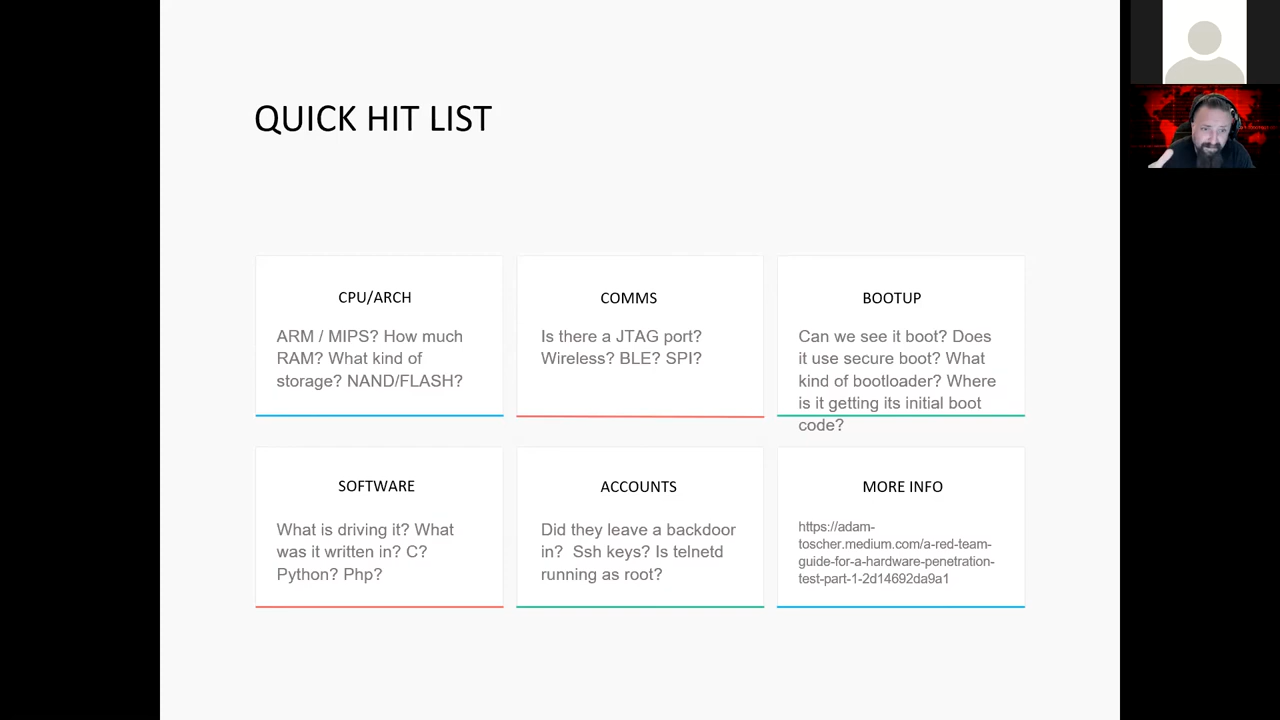 QUICK HIT LIST
CPU/ARCH
ARM / MIPS? How much
RAM? What kind of
storage? NAND/FLASH?
COMMS
Is there a JTAG port?
Wireless? BLE? SPI?
BOOTUP
Can we see it boot? Does
it use secure boot? What
kind of bootloader? Where
is it getting its initial boot
code?
SOFTWARE
What is driving it? What
was it written in? C?
Python? Php?
ACCOUNTS
Did they leave a backdoor
in?  Ssh keys? Is telnetd
running as root?
MORE INFO
https://adam-
toscher.medium.com/a-red-team-
guide-for-a-hardware-penetration-
test-part-1-2d14692da9a1